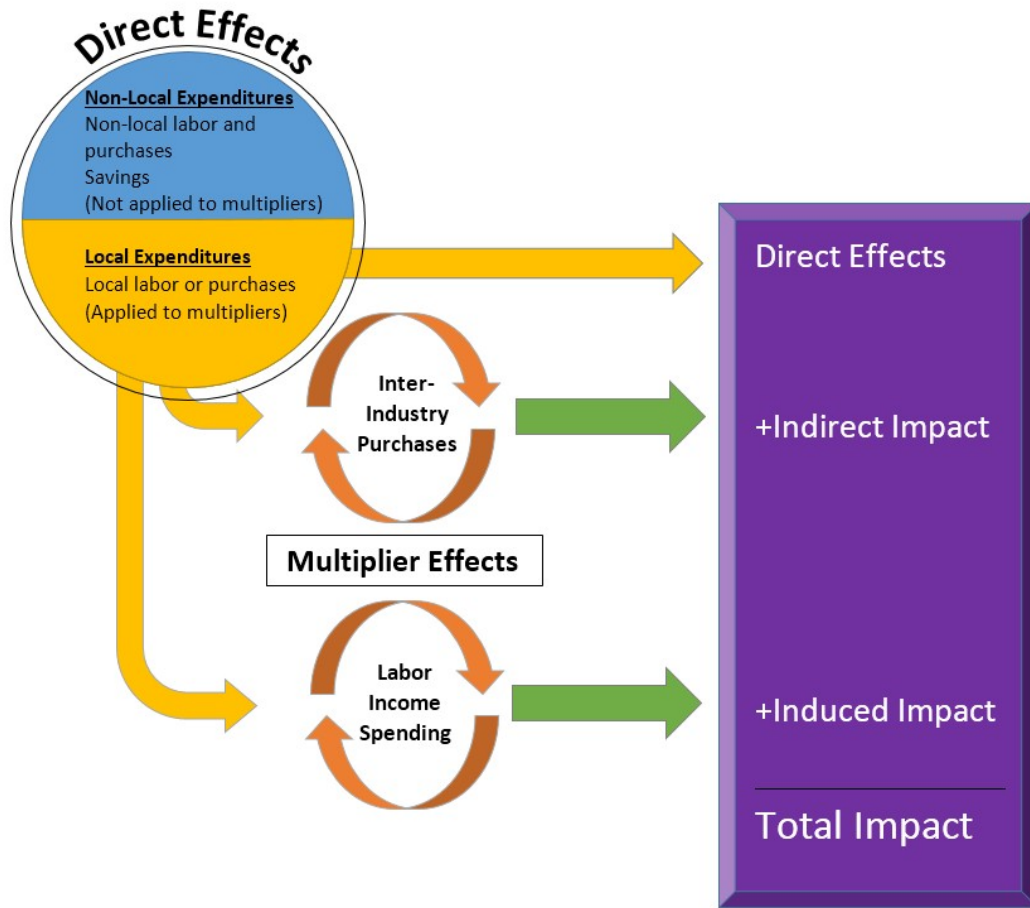 Direct Effects
Non-Local Expenditures
Non-local labor and
purchases
Savings
(Not applied to multipliers)
Local Expenditures
Local labor or purchases
(Applied to multipliers)
Inter-
Industry
Purchases
Multiplier Effects
Labor
Income
Spending
Direct Effects
+Indirect Impact
+Induced Impact
Total Impact